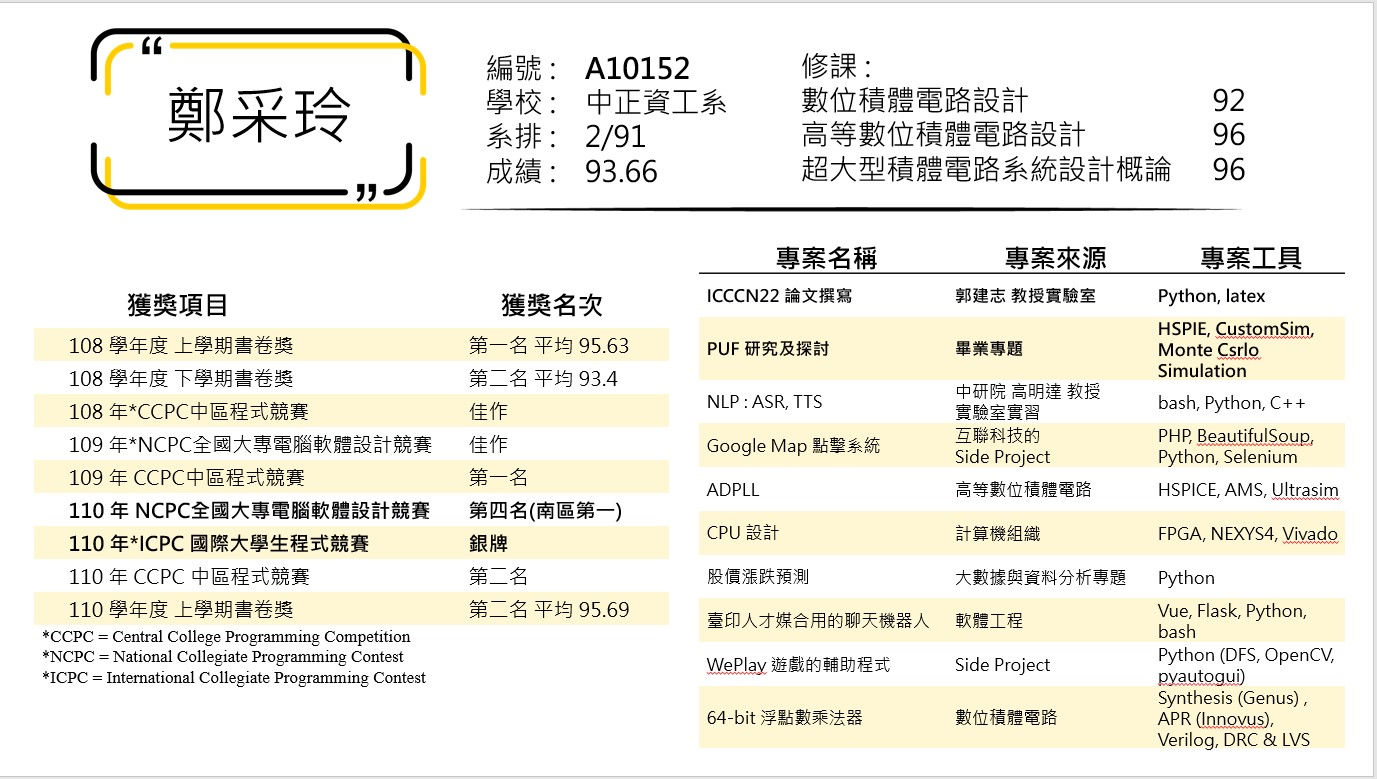 “
鄭采玲
”
編號 : A10152
學校 : 中正資工系
系排 : 2/91
成績 : 93.66
修課 :
數位積體電路設計 92
高等數位積體電路設計 96
超大型積體電路系統設計概論 96
獲獎項目 獲獎名次
108 學年度 上學期書卷獎 第一名 平均 95.63
108 學年度 下學期書卷獎 第二名 平均 93.4
108 年*CCPC中區程式競賽 佳作
109 年*NCPC全國大專電腦軟體設計競賽 佳作
109 年 CCPC中區程式競賽 第一名
110 年 NCPC全國大專電腦軟體設計競賽 第四名(南區第一)
110 年*ICPC 國際大學生程式競賽 銀牌
110 年 CCPC 中區程式競賽 第二名
110 學年度 上學期書卷獎 第二名 平均 95.69
*CCPC = Central College Programming Competition
*NCPC = National Collegiate Programming Contest
*ICPC = International Collegiate Programming Contest
專案名稱 專案來源 專案工具
ICCCN22 論文撰寫 郭建志 教授實驗室 Python, latex
PUF 研究及探討 畢業專題 HSPIE, CustomSim,
Monte Csrlo
Simulation
NLP : ASR, TTS 中研院 高明達 教授
實驗室實習 bash, Python, C++
Google Map 點擊系統 互聯科技的
Side Project PHP, BeautifulSoup,
Python, Selenium
ADPLL 高等數位積體電路 HSPICE, AMS, Ultrasim
CPU 設計 計算機組織 FPGA, NEXYS4, Vivado
股價漲跌預測 大數據與資料分析專題 Python
臺印人才媒合用的聊天機器人 軟體工程 Vue, Flask, Python,
bash
WePlay 遊戲的輔助程式 Side Project Python (DFS, OpenCV,
pyautogui)
64-bit 浮點數乘法器 數位積體電路 Synthesis (Genus) ,
APR (Innovus),
Verilog, DRC & LVS